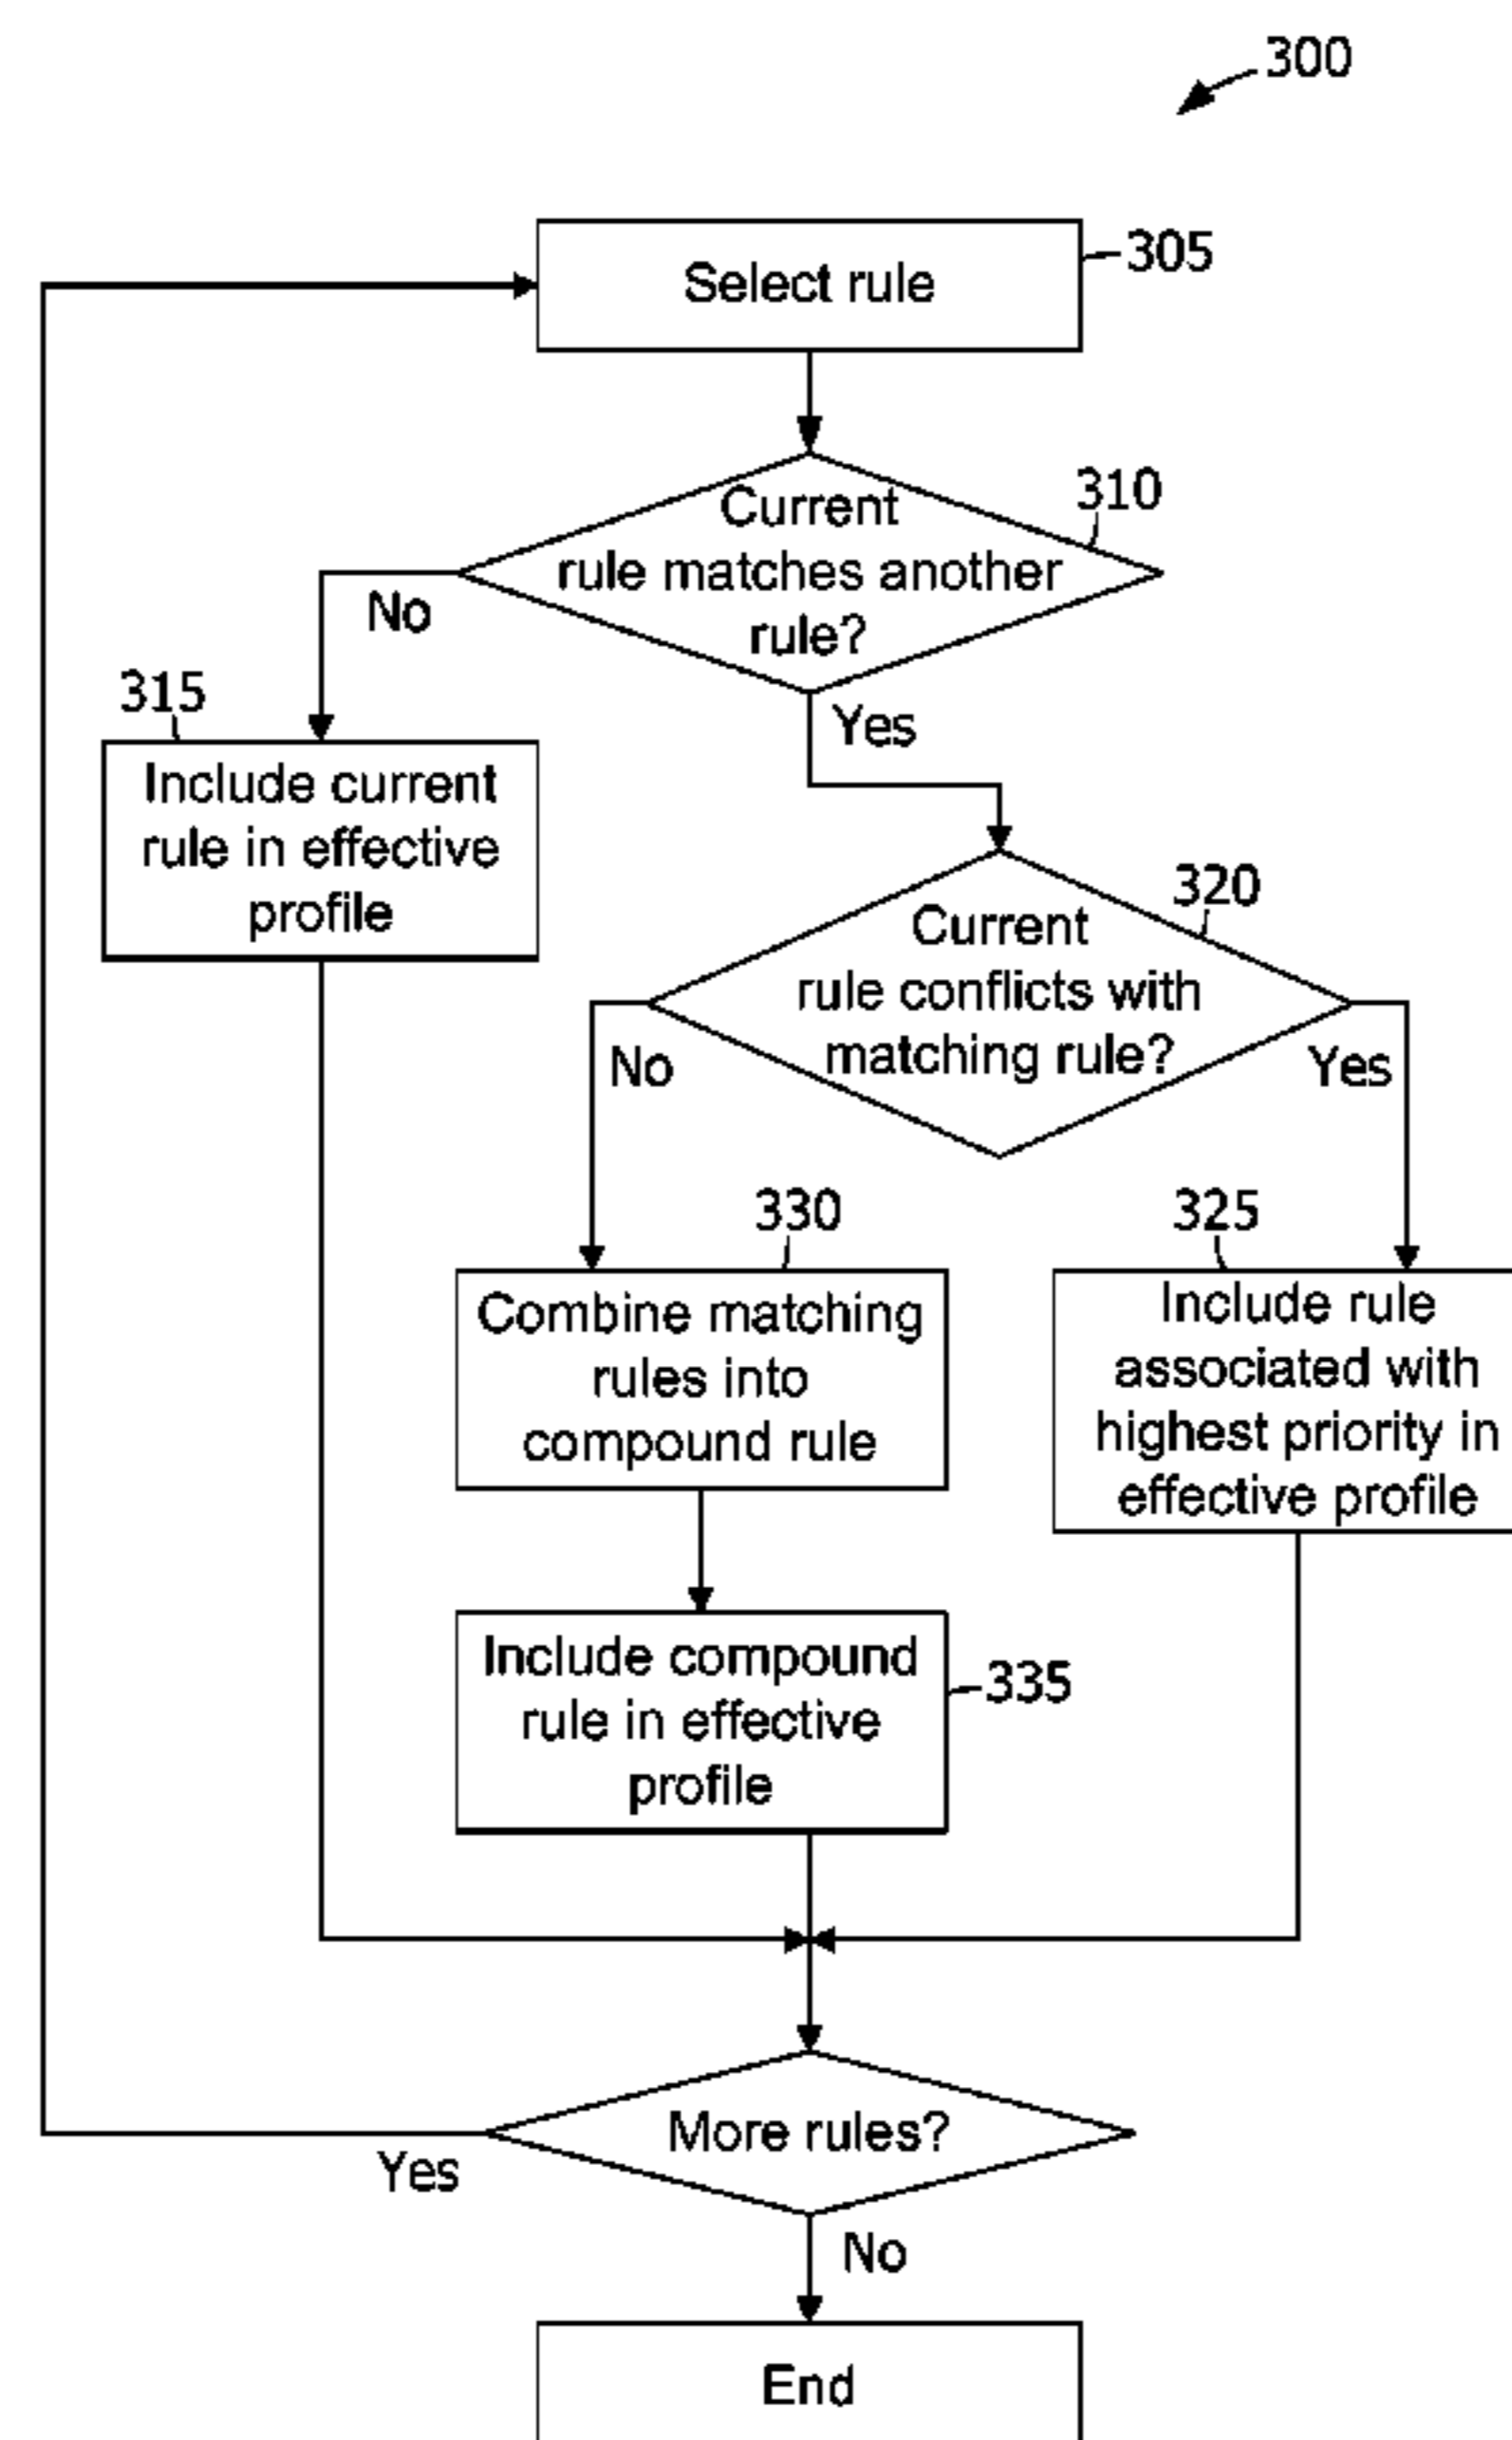 300
Select rule
305
Current
rule matches another
rule?
310
No
Yes
315
Include current
rule in effective
profile
Current
rule conflicts with
matching rule?
320
No
Yes
330
Combine matching
rules into
compound rule
325
Include rule
associated with
highest priority in
effective profile
Include compound
rule in effective
profile
335
More rules?
Yes
No
End